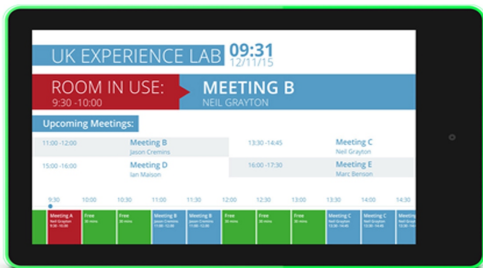 UK EXPERIENCE LAB
09:31
12/11/15
ROOM IN USE:
9:30 -10:00
MEETING B
NEIL GRAYTON
Upcoming Meetings:
11:00 -12:00
Meeting B
Jason Cremins
13:30 -14:45
Meeting C
Neil Grayton
15:00 -16:00
Meeting D
Ian Maison
16:00 -17:30
Meeting E
Marc Benson
9:30 10:00 10:30 11:00 11:30 12:00 12:30 13:00 13:30 14:00 14:30
Meeting A Free Free Meeting B Meeting B Free Free Free Meeting C Meeting C Meeting